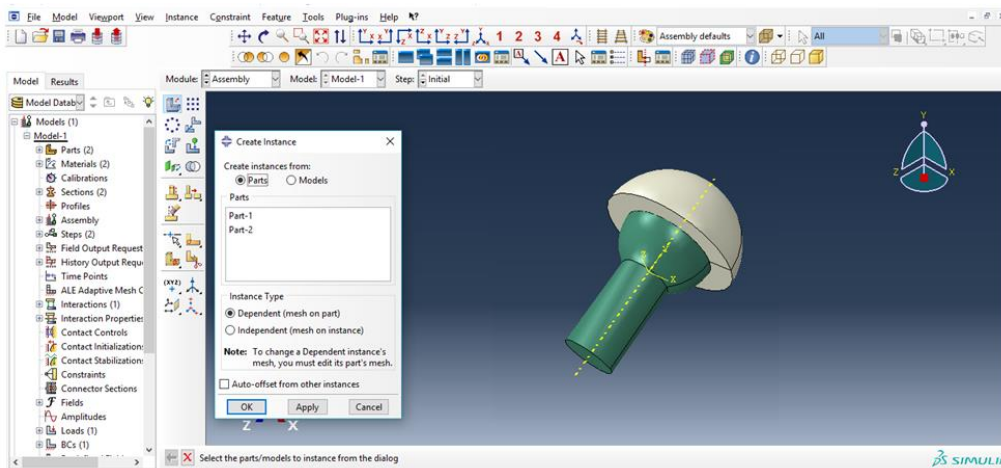 File Model Viewport View Instance Constraint Feature Tools Plug-ins Help
1 2 3 4 Assembly defaults All
Model Results Module: Assembly Model: Model-1 Step: Initial
Model Datab
Models (1)
Model-1
Parts (2)
Materials (2)
Calibrations
Sections (2)
Profiles
Assembly
Steps (2)
Field Output Request
History Output Requ
Time Points
ALE Adaptive Mesh C
Interactions (1)
Interaction Properties
Contact Controls
Contact Initialization
Contact Stabilization
Constraints
Connector Sections
Fields
Amplitudes
Loads (1)
BCs (1)
(XYZ)
Create Instance
Create instances from:
Parts Models
Parts
Part-1
Part-2
Instance Type
Dependent (mesh on part)
Independent (mesh on instance)
Note: To change a Dependent instance's
mesh, you must edit its part's mesh.
Auto-offset from other instances
OK Apply Cancel
Z X
Y
Z X
X
Select the parts/models to instance from the dialog
SIMULI